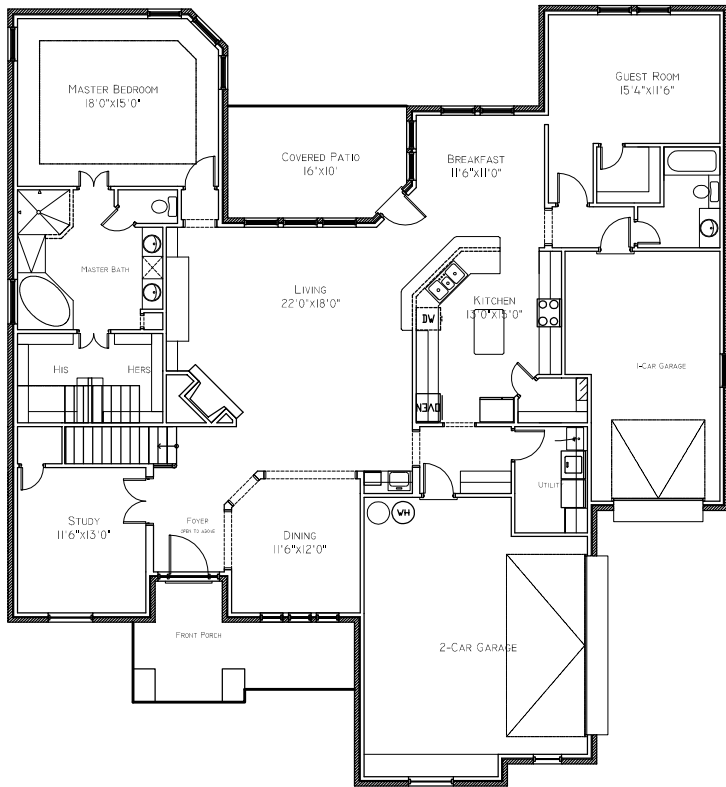 GUEST ROOM
15'4"X11'6"
MASTER BEDROOM
18'0"X15'0"
COVERED PATIO
16'X10'
BREAKFAST
11'6"X11'0"
MASTER BATH
LIVING
22'0"X18'0"
KITCHEN
13'0"X15'0"
DW
HIS
HERS
1-CAR GARAGE
OVEN
UTILITY
STUDY
11'6"X13'0"
FOYER
OPEN TO ABOVE
WH
DINING
11'6"X12'0"
FRONT PORCH
2-CAR GARAGE